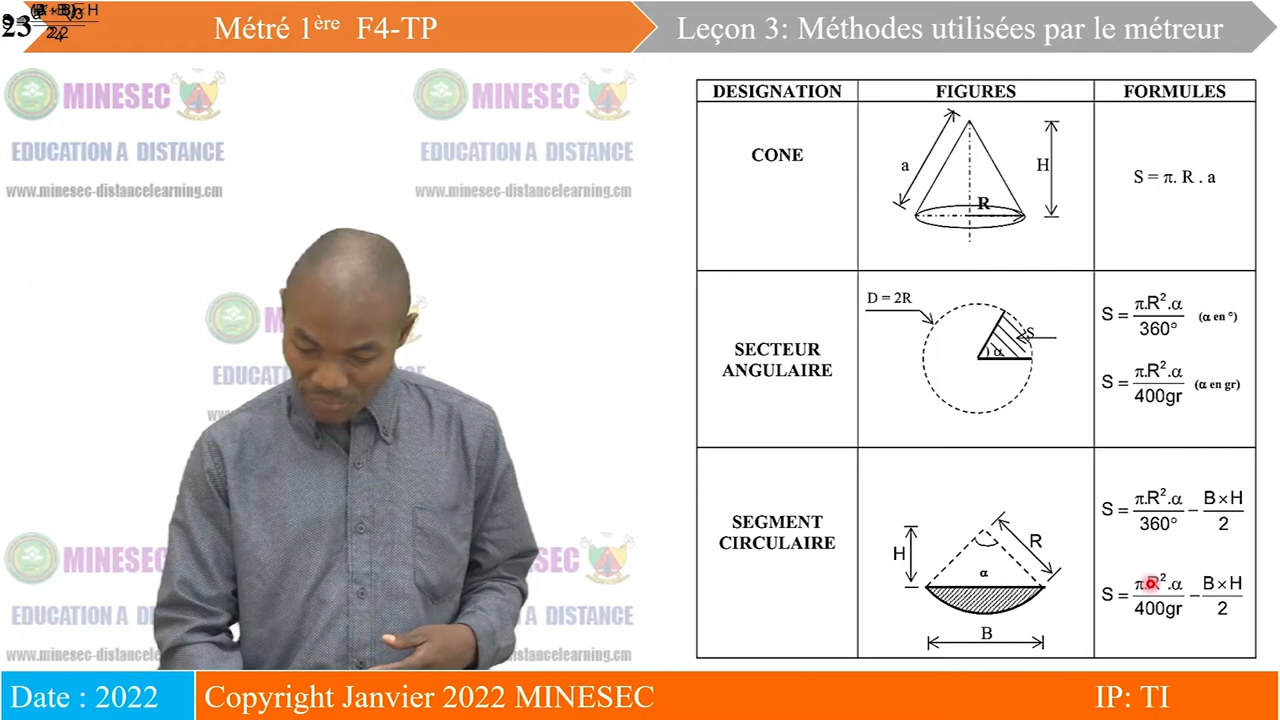 23
Métré 1ère F4-TP
Leçon 3: Méthodes utilisées par le métreur
MINESEC
MINESEC
EDUCATION A DISTANCE
EDUCATION A DISTANCE
www.minesec-distancelearning.cm
www.minesec-distancelearning.cm
DESIGNATION FIGURES FORMULES
CONE
a
H
R
S = π. R . a
SECTEUR
ANGULAIRE
D = 2R
S
α
S = π.R².α / 360° (α en °)
S = π.R².α / 400gr (α en gr)
SEGMENT
CIRCULAIRE
H
R
α
B
S = π.R².α / 360° − B×H / 2
S = π.R².α / 400gr − B×H / 2
MINESEC
MINESEC
www.minesec-distancelearning.cm
Date : 2022
Copyright Janvier 2022 MINESEC
IP: TI